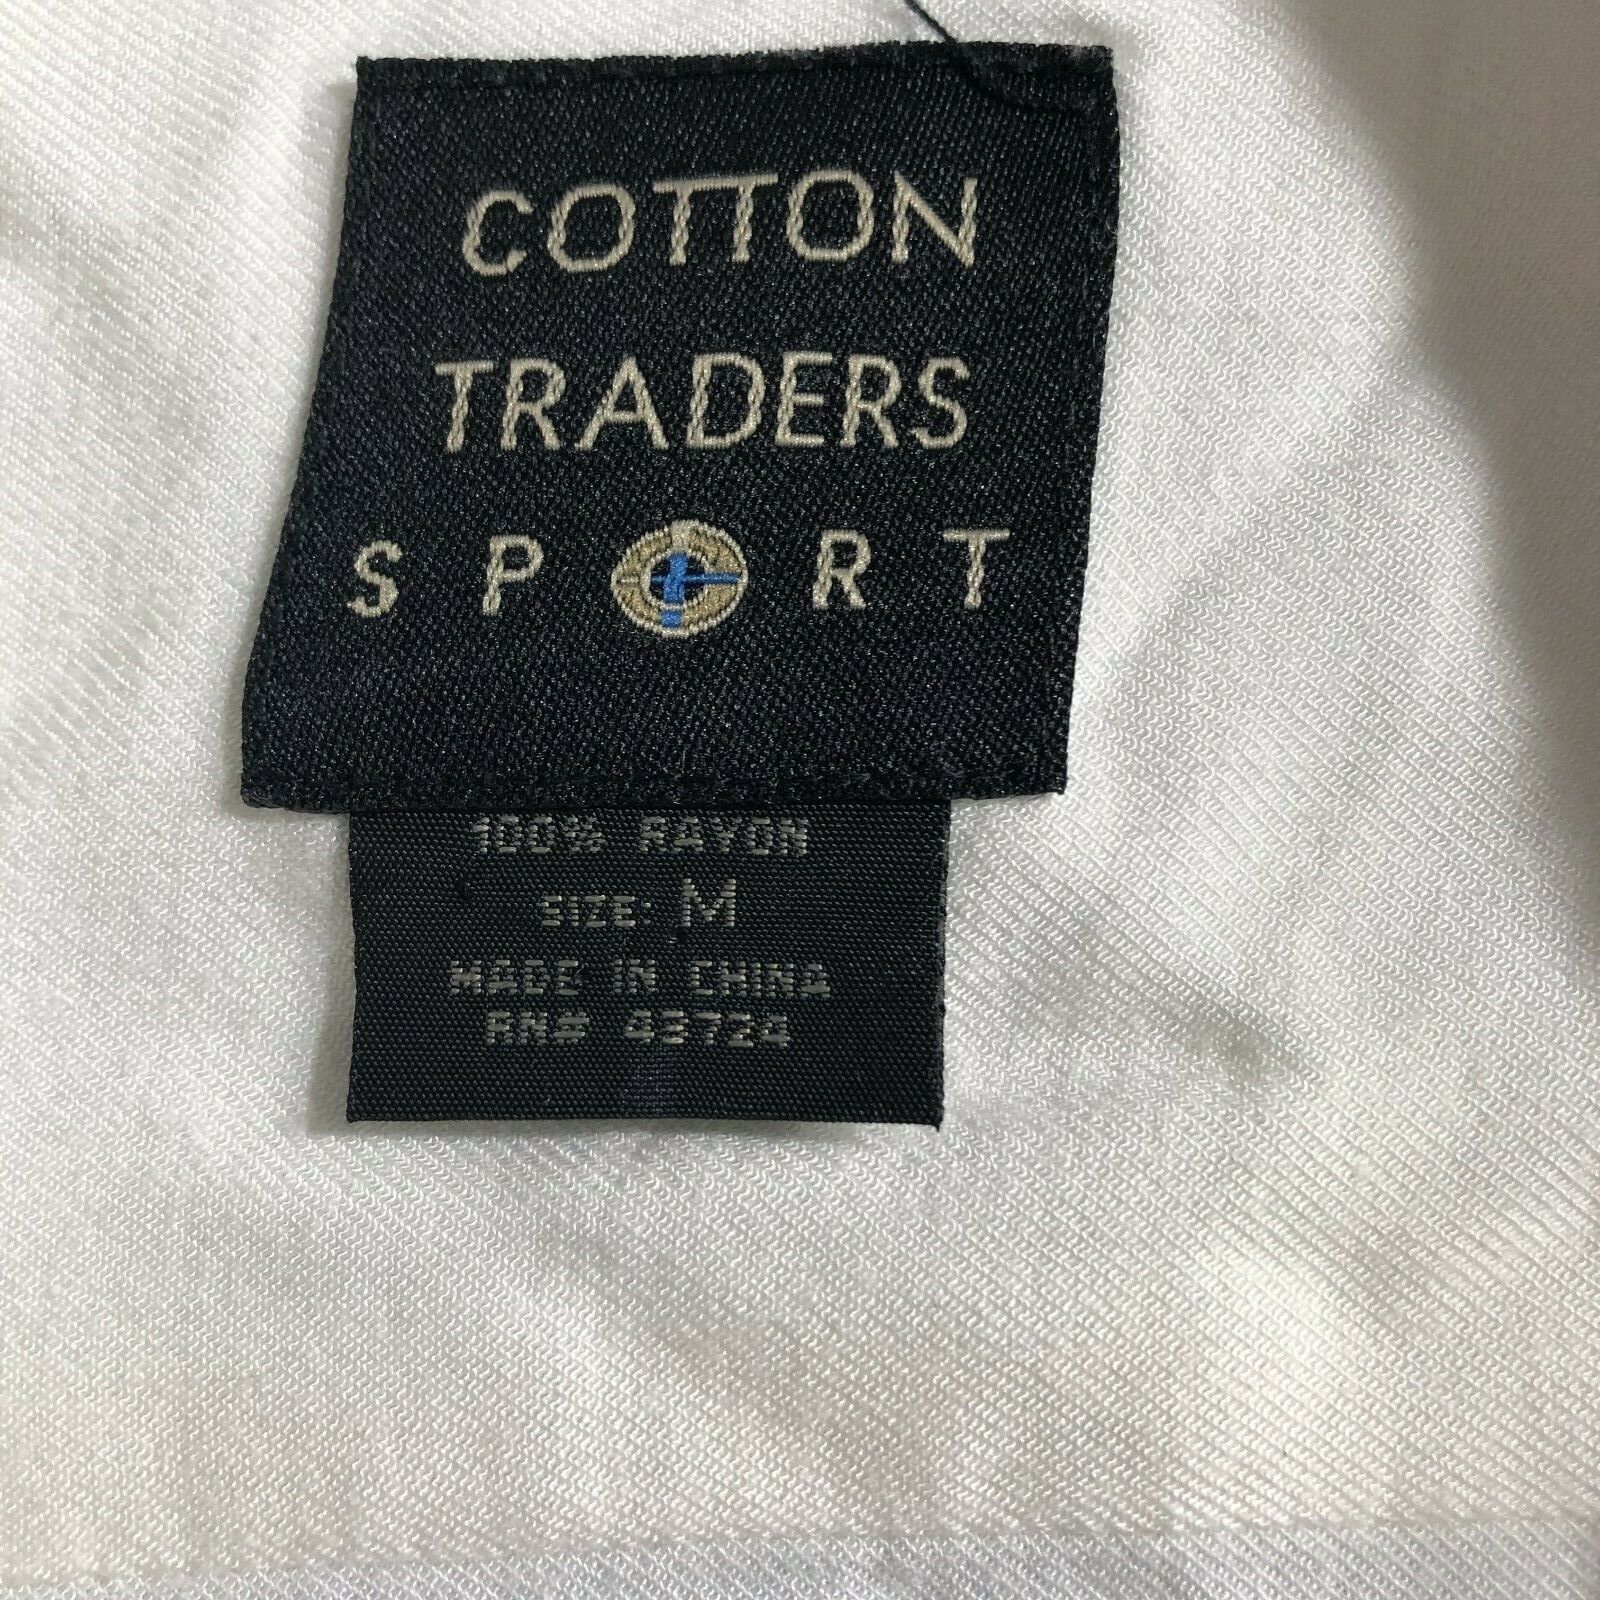 COTTON
TRADERS
SPORT
100% RAYON
SIZE: M
MADE IN CHINA
RN# 43724